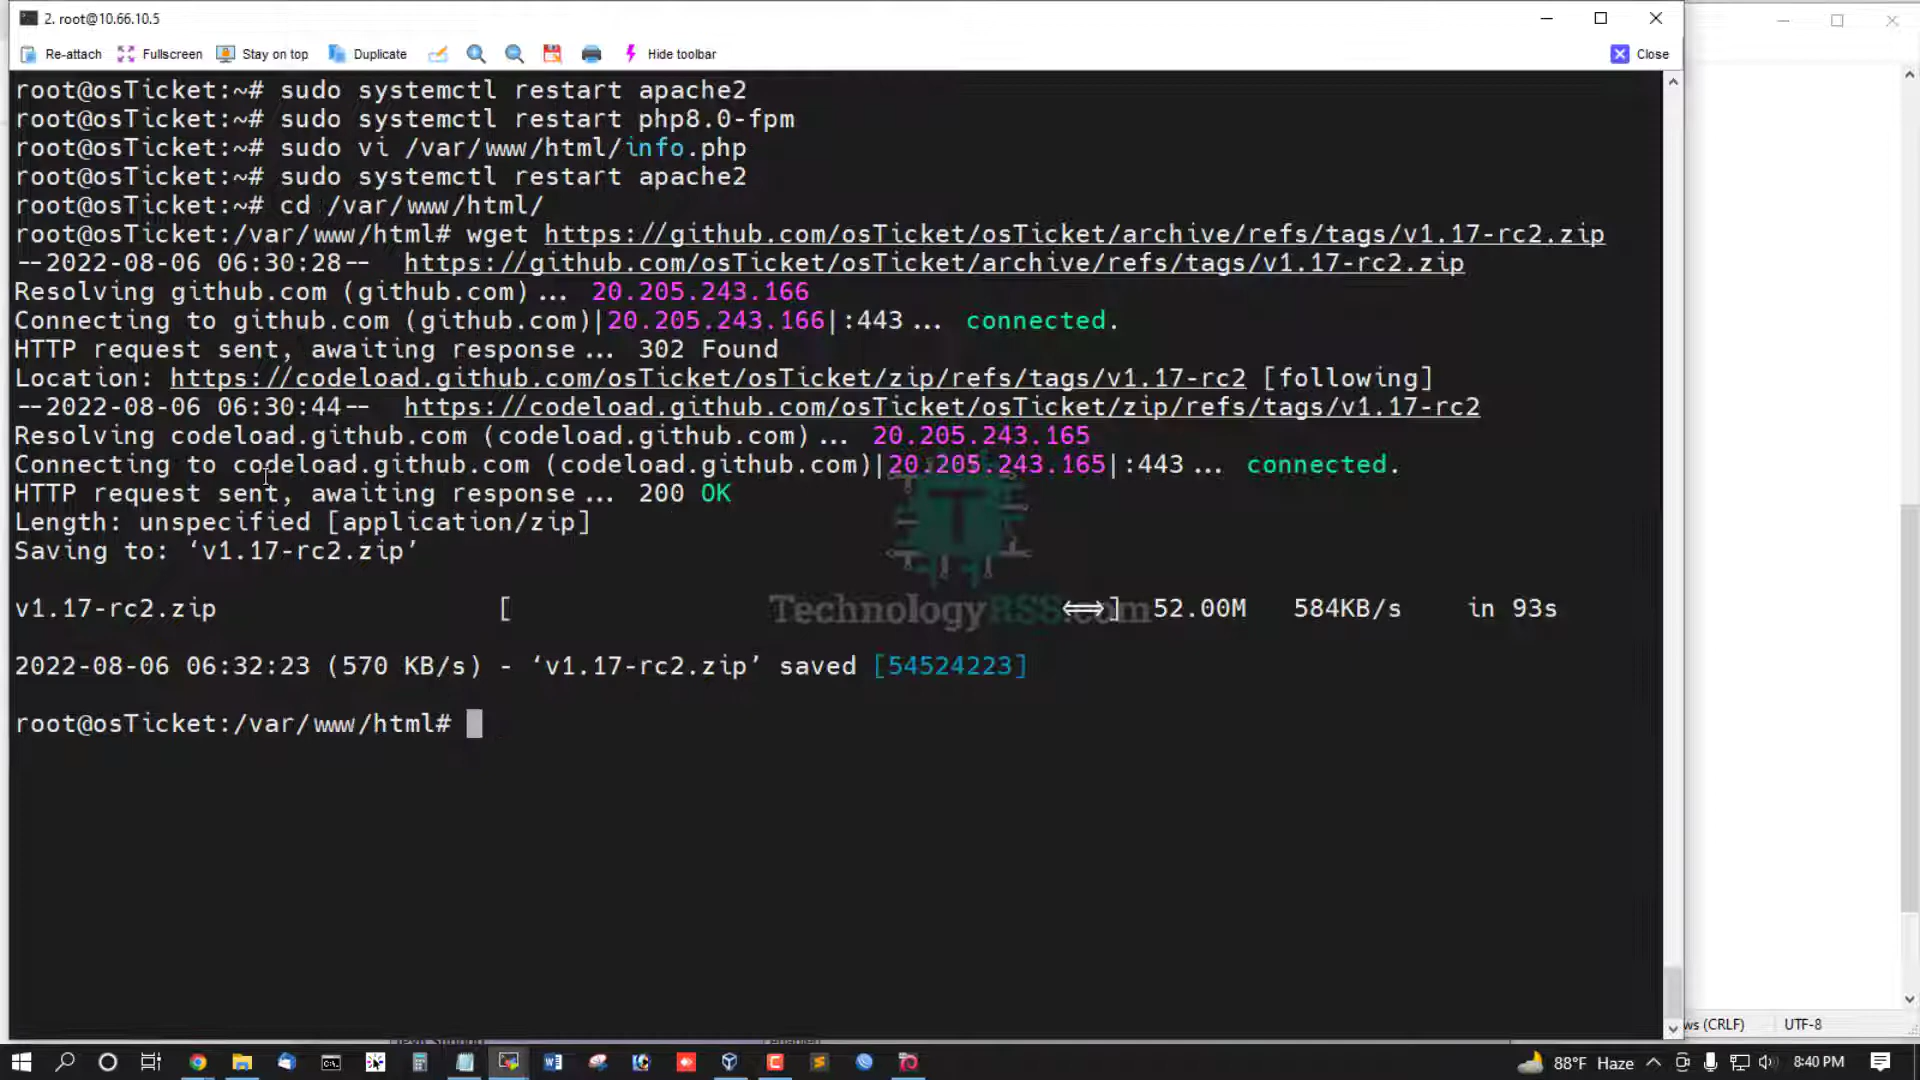 2. root@10.66.10.5
Re-attach Fullscreen Stay on top Duplicate Hide toolbar Close
root@osTicket:~# sudo systemctl restart apache2
root@osTicket:~# sudo systemctl restart php8.0-fpm
root@osTicket:~# sudo vi /var/www/html/info.php
root@osTicket:~# sudo systemctl restart apache2
root@osTicket:~# cd /var/www/html/
root@osTicket:/var/www/html# wget https://github.com/osTicket/osTicket/archive/refs/tags/v1.17-rc2.zip
--2022-08-06 06:30:28-- https://github.com/osTicket/osTicket/archive/refs/tags/v1.17-rc2.zip
Resolving github.com (github.com)... 20.205.243.166
Connecting to github.com (github.com)|20.205.243.166|:443... connected.
HTTP request sent, awaiting response... 302 Found
Location: https://codeload.github.com/osTicket/osTicket/zip/refs/tags/v1.17-rc2 [following]
--2022-08-06 06:30:44-- https://codeload.github.com/osTicket/osTicket/zip/refs/tags/v1.17-rc2
Resolving codeload.github.com (codeload.github.com)... 20.205.243.165
Connecting to codeload.github.com (codeload.github.com)|20.205.243.165|:443... connected.
HTTP request sent, awaiting response... 200 OK
Length: unspecified [application/zip]
Saving to: ‘v1.17-rc2.zip’
v1.17-rc2.zip [ <=> ] 52.00M 584KB/s in 93s
TechnologyRSS.com
2022-08-06 06:32:23 (570 KB/s) - ‘v1.17-rc2.zip’ saved [54524223]
root@osTicket:/var/www/html#
(CRLF) UTF-8
88°F Haze 8:40 PM